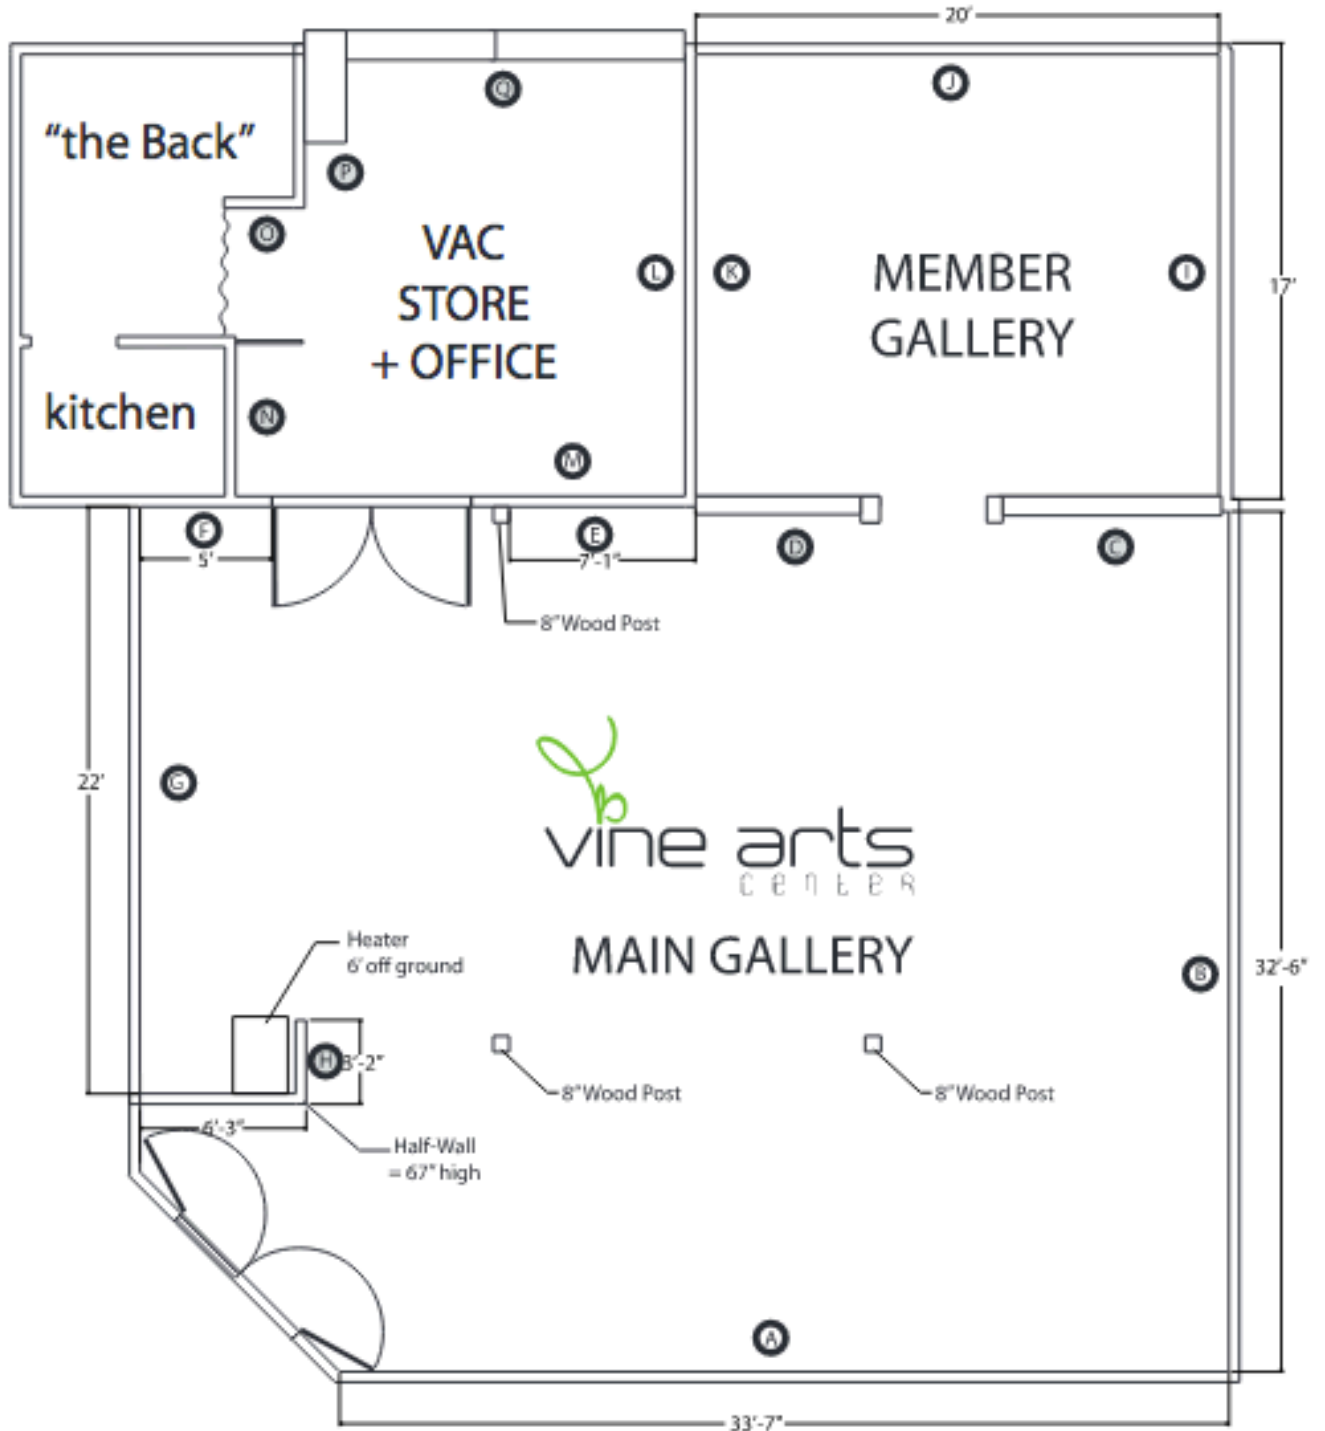 20'
J
Q
"the Back"
P
O
VAC
STORE
+ OFFICE
L
K
MEMBER
GALLERY
I
17'
kitchen
N
M
F
5'
E
7'-1"
D
C
8" Wood Post
G
22'
vine arts
center
MAIN GALLERY
Heater
6' off ground
B
32'-6"
H
3'-2"
8" Wood Post
8" Wood Post
6'-3"
Half-Wall
= 67" high
A
33'-7"